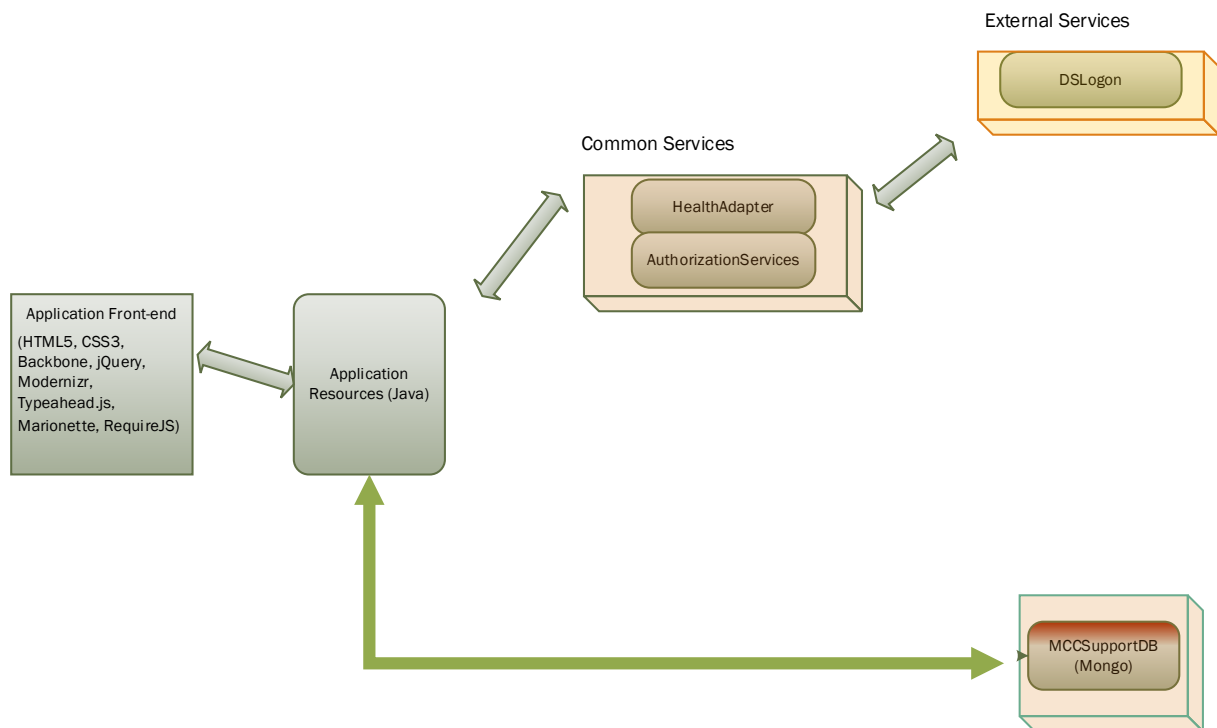 External Services
DSLogon
Common Services
HealthAdapter
AuthorizationServices
Application Front-end
(HTML5, CSS3,
Backbone, jQuery,
Modernizr,
Typeahead.js,
Marionette, RequireJS)
Application
Resources (Java)
MCCSupportDB
(Mongo)